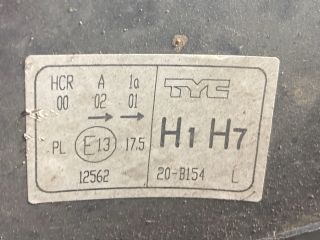 HCR A 1a
00 02 01
PL E13 17.5
12562
TYC
H1 H7
20-B154 L